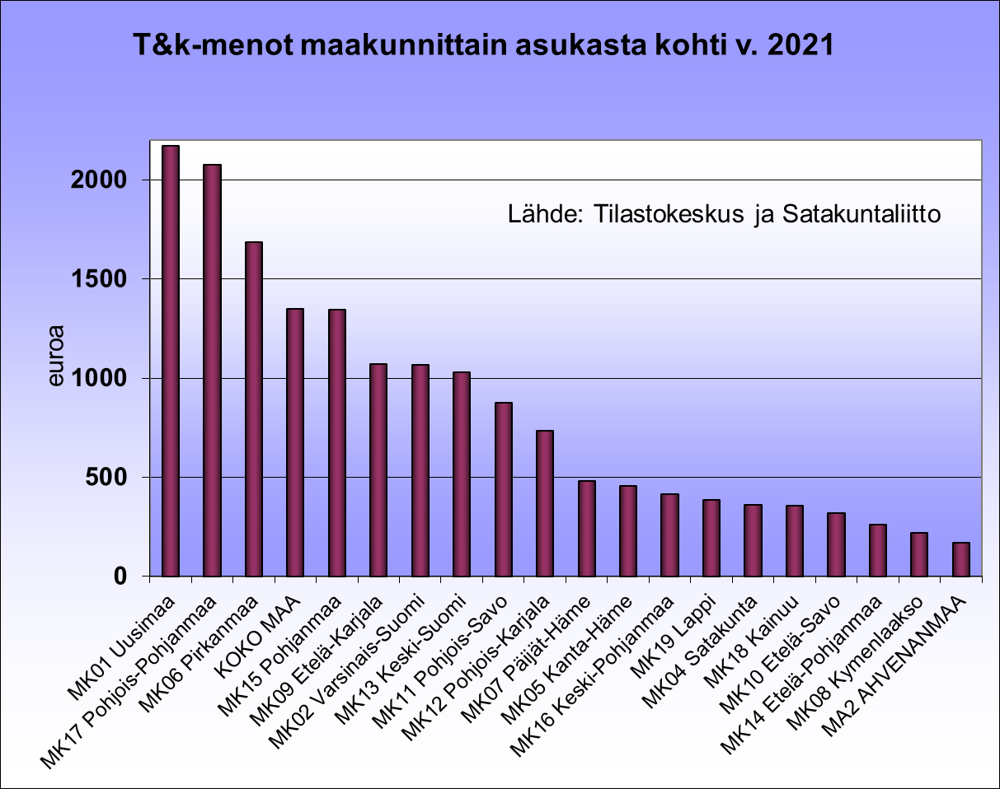 T&k-menot maakunnittain asukasta kohti v. 2021
Lähde: Tilastokeskus ja Satakuntaliitto
euroa
2000
1500
1000
500
0
MK01 Uusimaa
MK17 Pohjois-Pohjanmaa
MK06 Pirkanmaa
KOKO MAA
MK15 Pohjanmaa
MK09 Etelä-Karjala
MK02 Varsinais-Suomi
MK13 Keski-Suomi
MK11 Pohjois-Savo
MK12 Pohjois-Karjala
MK07 Päijät-Häme
MK05 Kanta-Häme
MK16 Keski-Pohjanmaa
MK19 Lappi
MK04 Satakunta
MK18 Kainuu
MK10 Etelä-Savo
MK14 Etelä-Pohjanmaa
MK08 Kymenlaakso
MA2 AHVENANMAA